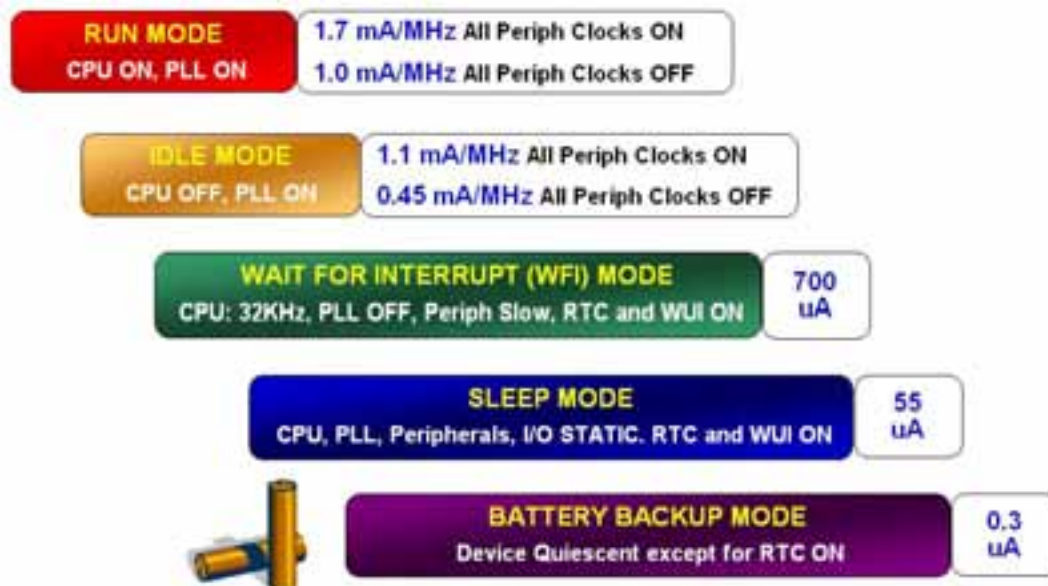 RUN MODE
CPU ON, PLL ON
1.7 mA/MHz All Periph Clocks ON
1.0 mA/MHz All Periph Clocks OFF
IDLE MODE
CPU OFF, PLL ON
1.1 mA/MHz All Periph Clocks ON
0.45 mA/MHz All Periph Clocks OFF
WAIT FOR INTERRUPT (WFI) MODE
CPU: 32KHz, PLL OFF, Periph Slow, RTC and WUI ON
700
uA
SLEEP MODE
CPU, PLL, Peripherals, I/O STATIC. RTC and WUI ON
55
uA
BATTERY BACKUP MODE
Device Quiescent except for RTC ON
0.3
uA